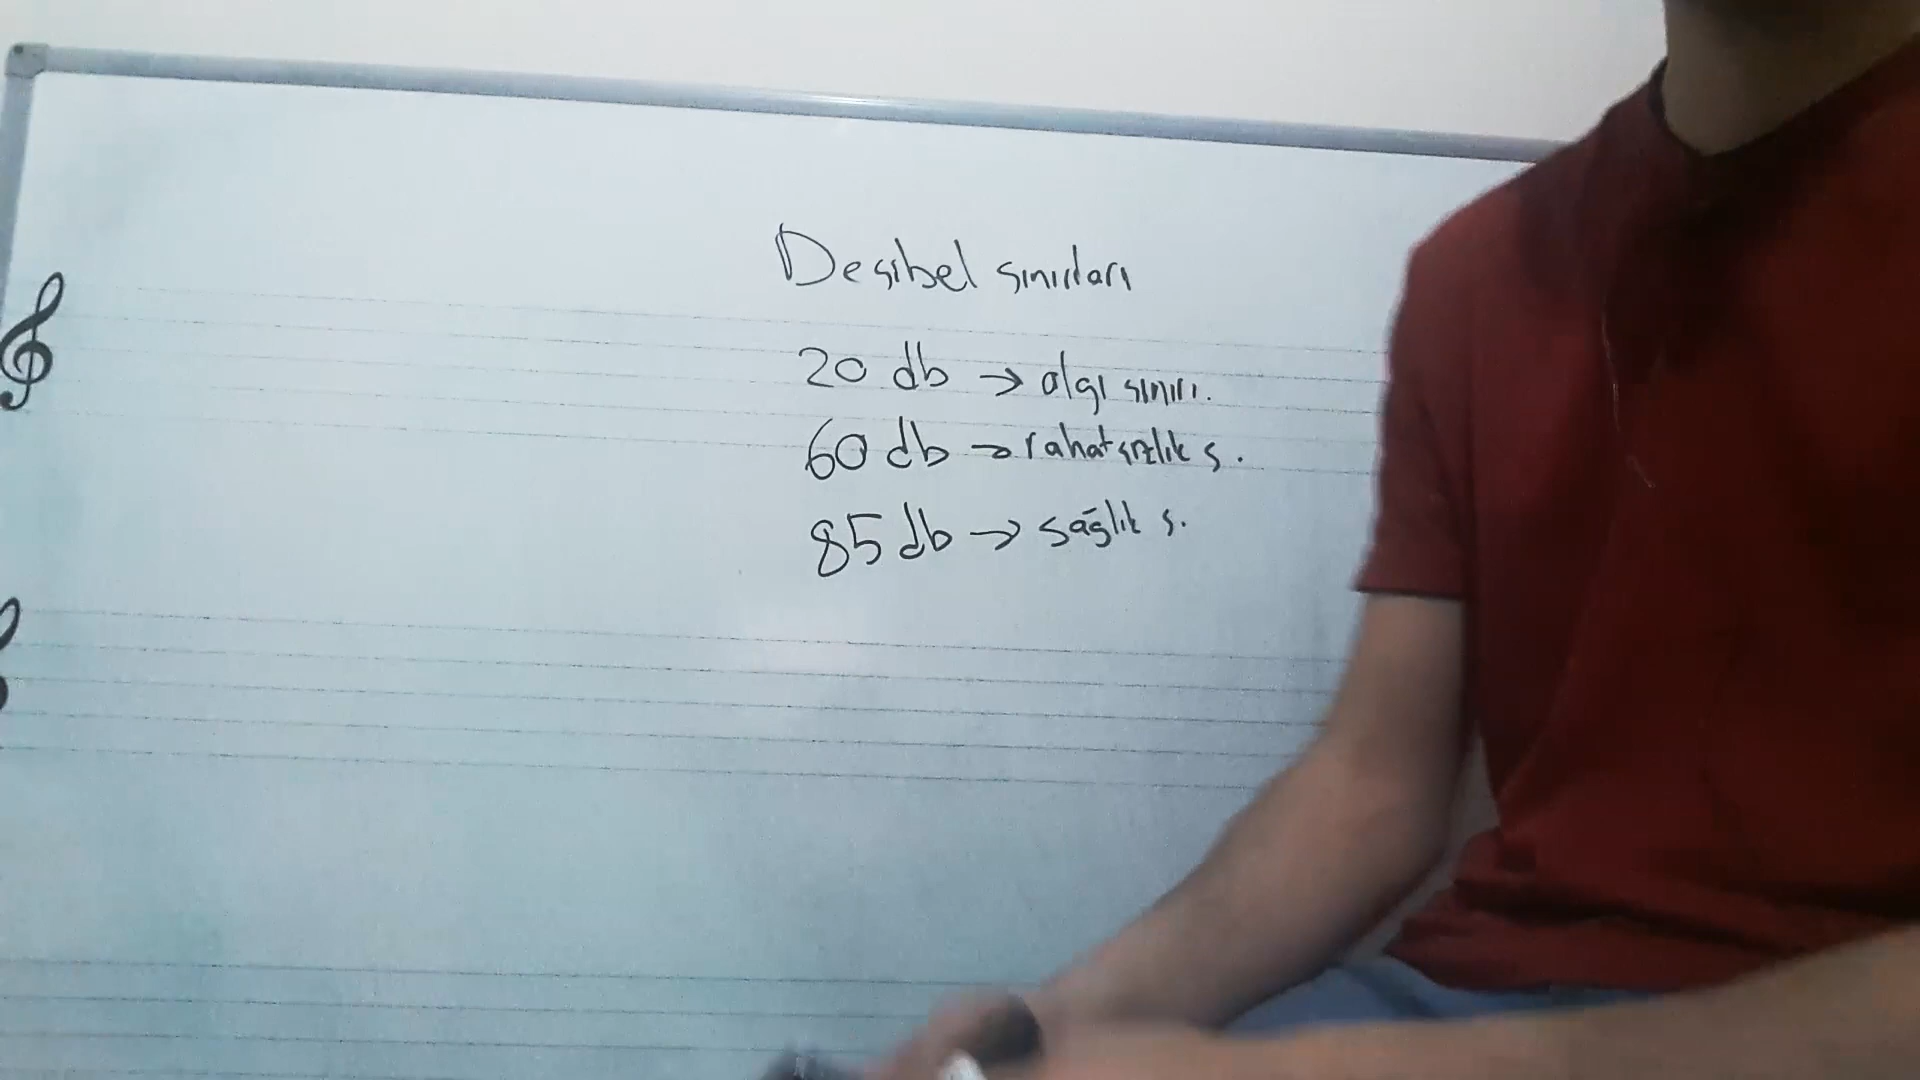 Desibel sınırları
20 db → algı sınırı.
60 db → rahatsızlık s.
85 db → sağlık s.